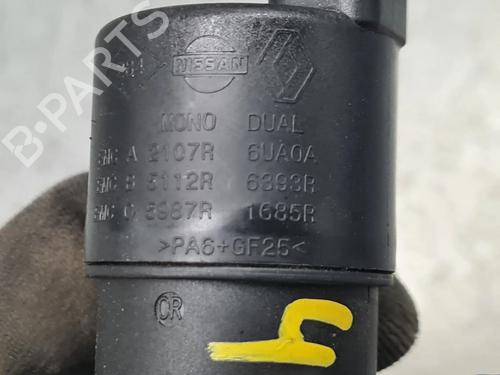 NISSAN
MONO DUAL
A 2107R 6UA0A
B 5112R 6393R
C 5987R 1685R
>PA6+GF25<
CR
B-PARTS